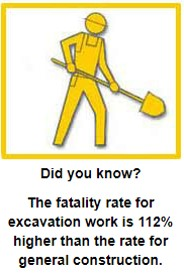 Did you know?
The fatality rate for
excavation work is 112%
higher than the rate for
general construction.